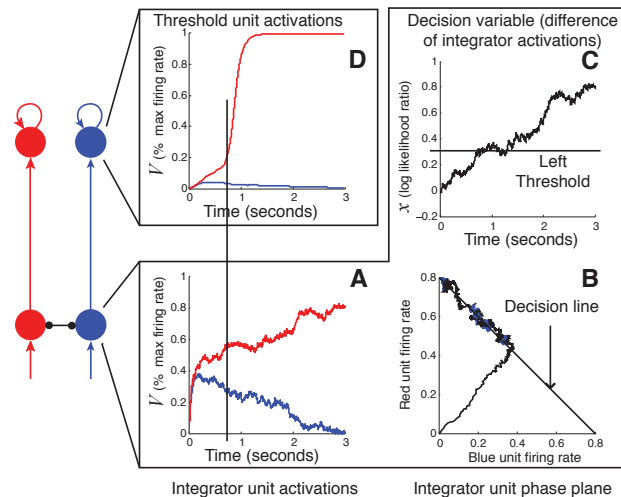 Threshold unit activations
D
V (% max firing rate)
1
0.8
0.6
0.4
0.2
0
0
1
2
3
Time (seconds)
Decision variable (difference
of integrator activations)
C
x (log likelihood ratio)
1
0.8
0.6
0.4
0.2
0
−0.2
0
1
2
3
Left
Threshold
Time (seconds)
A
V (% max firing rate)
1
0.8
0.6
0.4
0.2
0
0
1
2
3
Time (seconds)
B
Decision line
Red unit firing rate
0.8
0.6
0.4
0.2
0
0
0.2
0.4
0.6
0.8
Blue unit firing rate
Integrator unit activations
Integrator unit phase plane